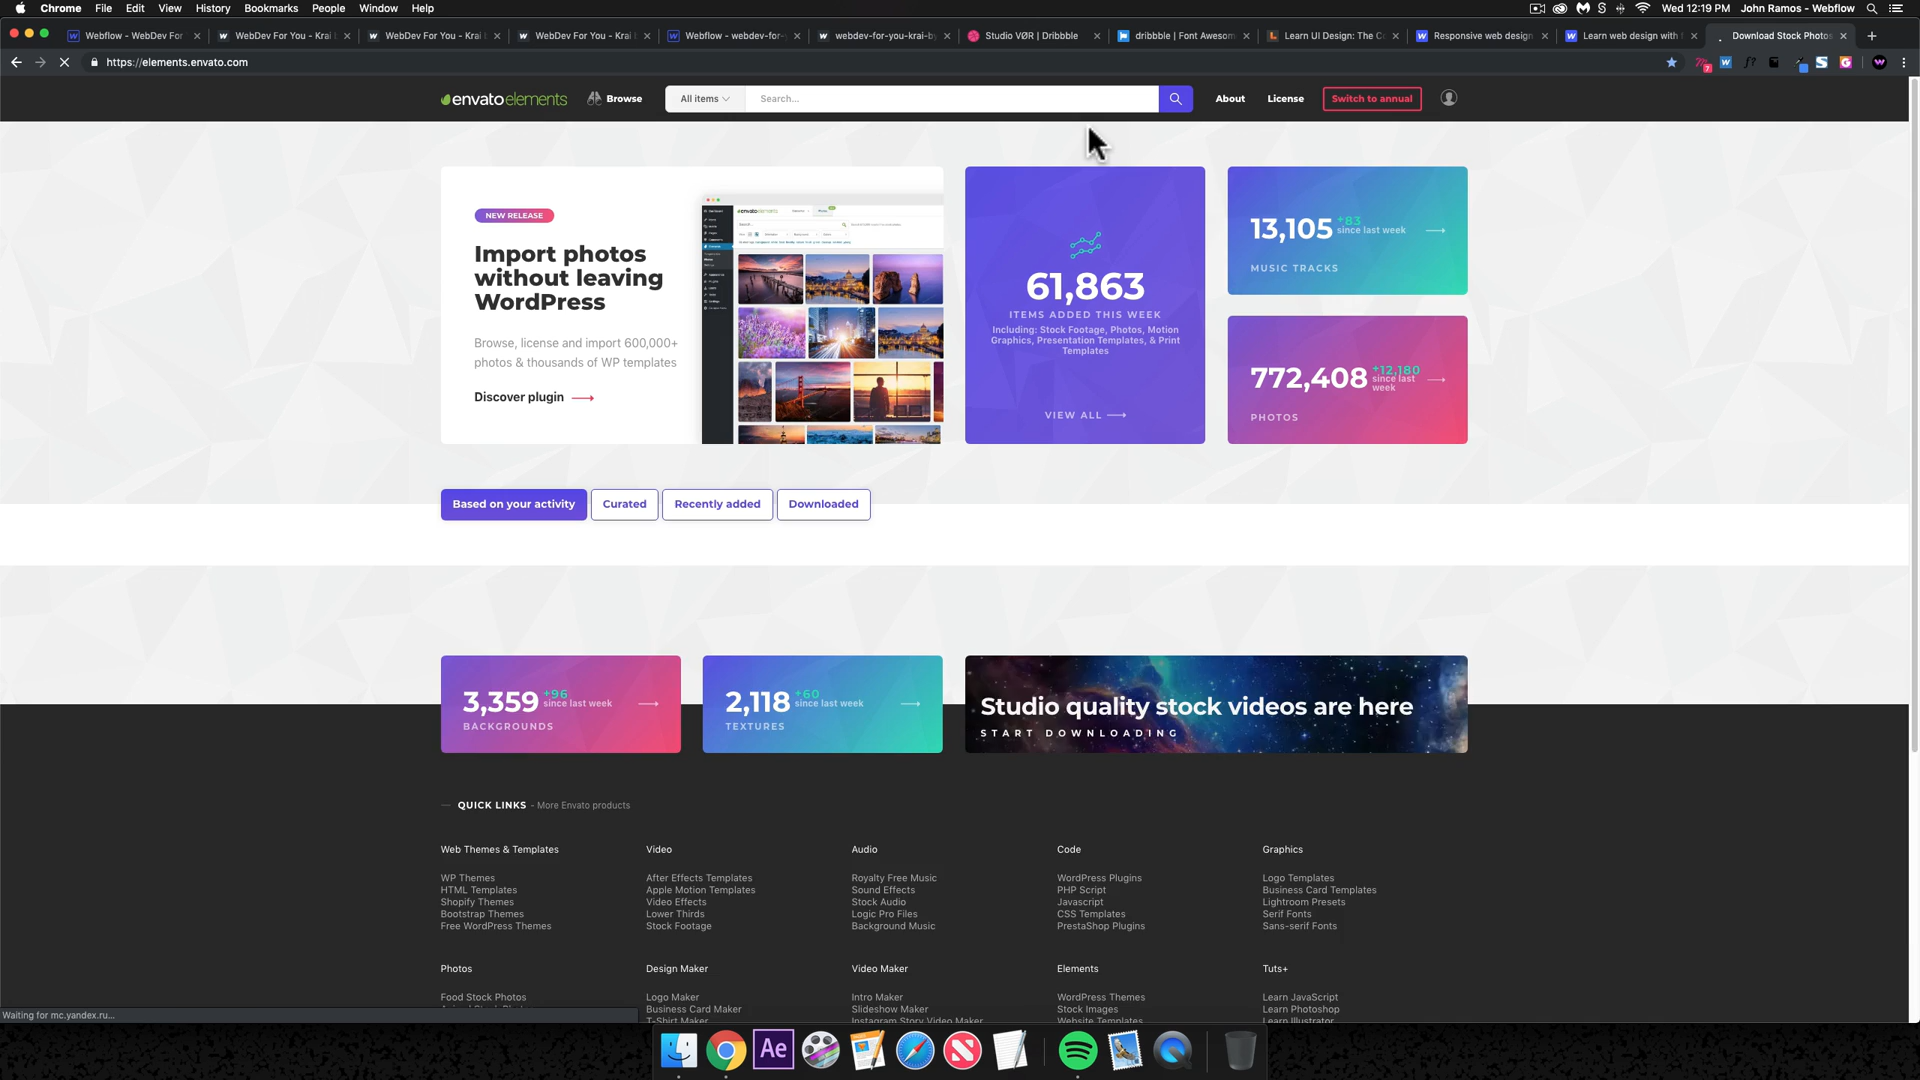 Chrome File Edit View History Bookmarks People Window Help
Wed 12:19 PM John Ramos - Webflow
Webflow - WebDev For
WebDev For You - Krai
WebDev For You - Krai
WebDev For You - Krai
Webflow - webdev-for-y
webdev-for-you-krai-by
Studio VØR | Dribbble
dribbble | Font Awesom
Learn UI Design: The C
Responsive web design
Learn web design with
Download Stock Photos
https://elements.envato.com
envatoelements
Browse
All items
Search...
About
License
Switch to annual
NEW RELEASE
Import photos
without leaving
WordPress
Browse, license and import 600,000+
photos & thousands of WP templates
Discover plugin
61,863
ITEMS ADDED THIS WEEK
Including: Stock Footage, Photos, Motion
Graphics, Presentation Templates, & Print
Templates
VIEW ALL
13,105
+83
since last week
MUSIC TRACKS
772,408
+12,180
since last
week
PHOTOS
Based on your activity
Curated
Recently added
Downloaded
3,359
+96
since last week
BACKGROUNDS
2,118
+60
since last week
TEXTURES
Studio quality stock videos are here
START DOWNLOADING
QUICK LINKS - More Envato products
Web Themes & Templates
WP Themes
HTML Templates
Shopify Themes
Bootstrap Themes
Free WordPress Themes
Video
After Effects Templates
Apple Motion Templates
Video Effects
Lower Thirds
Stock Footage
Audio
Royalty Free Music
Sound Effects
Stock Audio
Logic Pro Files
Background Music
Code
WordPress Plugins
PHP Script
Javascript
CSS Templates
PrestaShop Plugins
Graphics
Logo Templates
Business Card Templates
Lightroom Presets
Serif Fonts
Sans-serif Fonts
Photos
Food Stock Photos
Design Maker
Logo Maker
Business Card Maker
T-Shirt Maker
Video Maker
Intro Maker
Slideshow Maker
Instagram Story Video Maker
Elements
WordPress Themes
Stock Images
Website Templates
Tuts+
Learn JavaScript
Learn Photoshop
Learn Illustrator
Waiting for mc.yandex.ru...
Ae